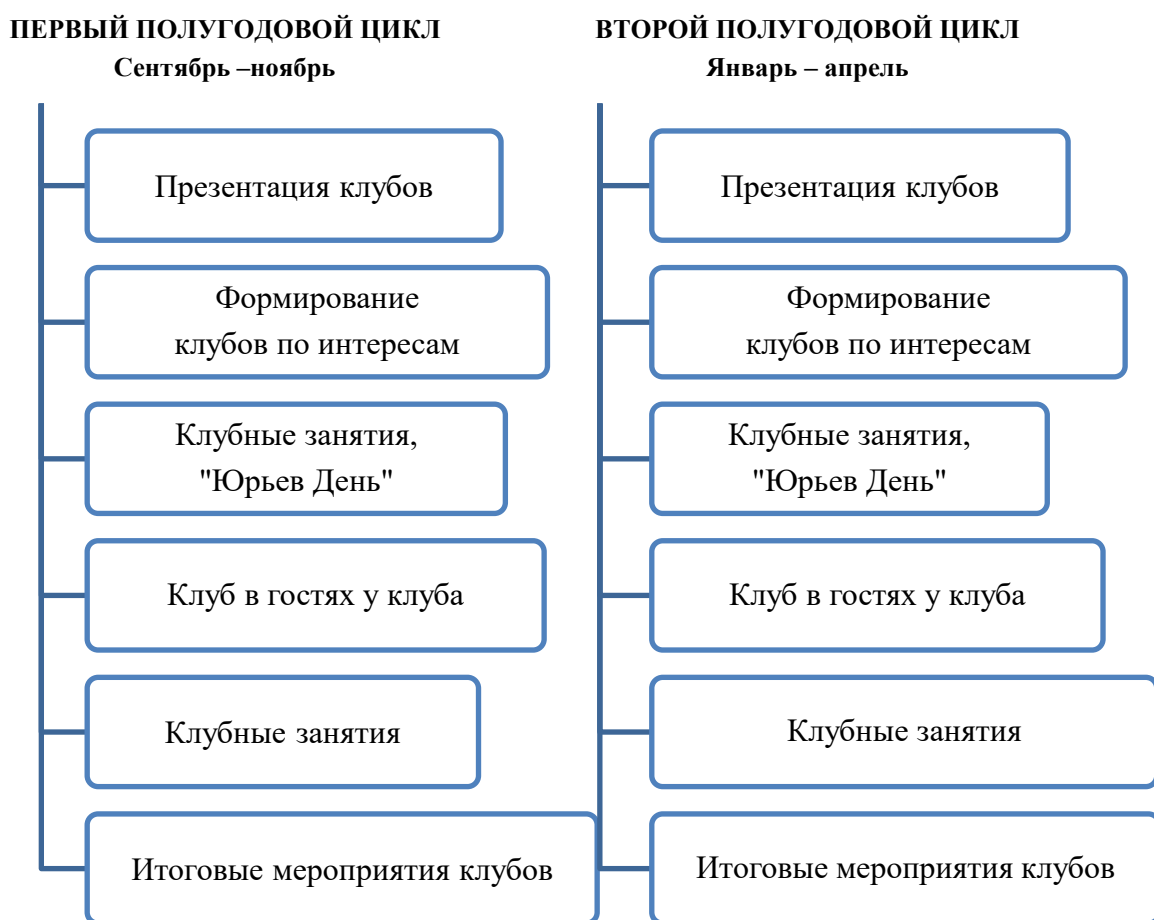 ПЕРВЫЙ ПОЛУГОДОВОЙ ЦИКЛ
Сентябрь –ноябрь
Презентация клубов
Формирование
клубов по интересам
Клубные занятия,
"Юрьев День"
Клуб в гостях у клуба
Клубные занятия
Итоговые мероприятия клубов
ВТОРОЙ ПОЛУГОДОВОЙ ЦИКЛ
Январь – апрель
Презентация клубов
Формирование
клубов по интересам
Клубные занятия,
"Юрьев День"
Клуб в гостях у клуба
Клубные занятия
Итоговые мероприятия клубов